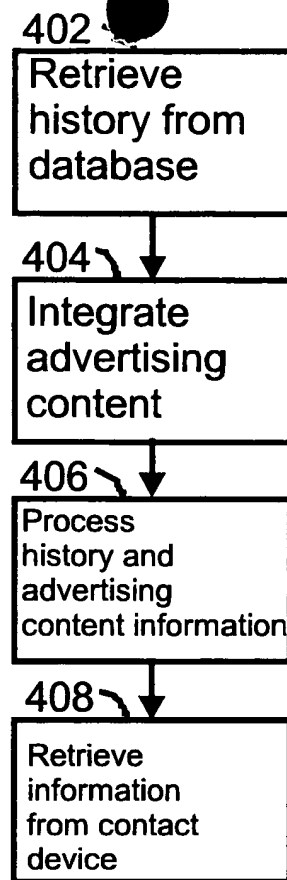 402
Retrieve
history from
database
404
Integrate
advertising
content
406
Process
history and
advertising
content information
408
Retrieve
information
from contact
device